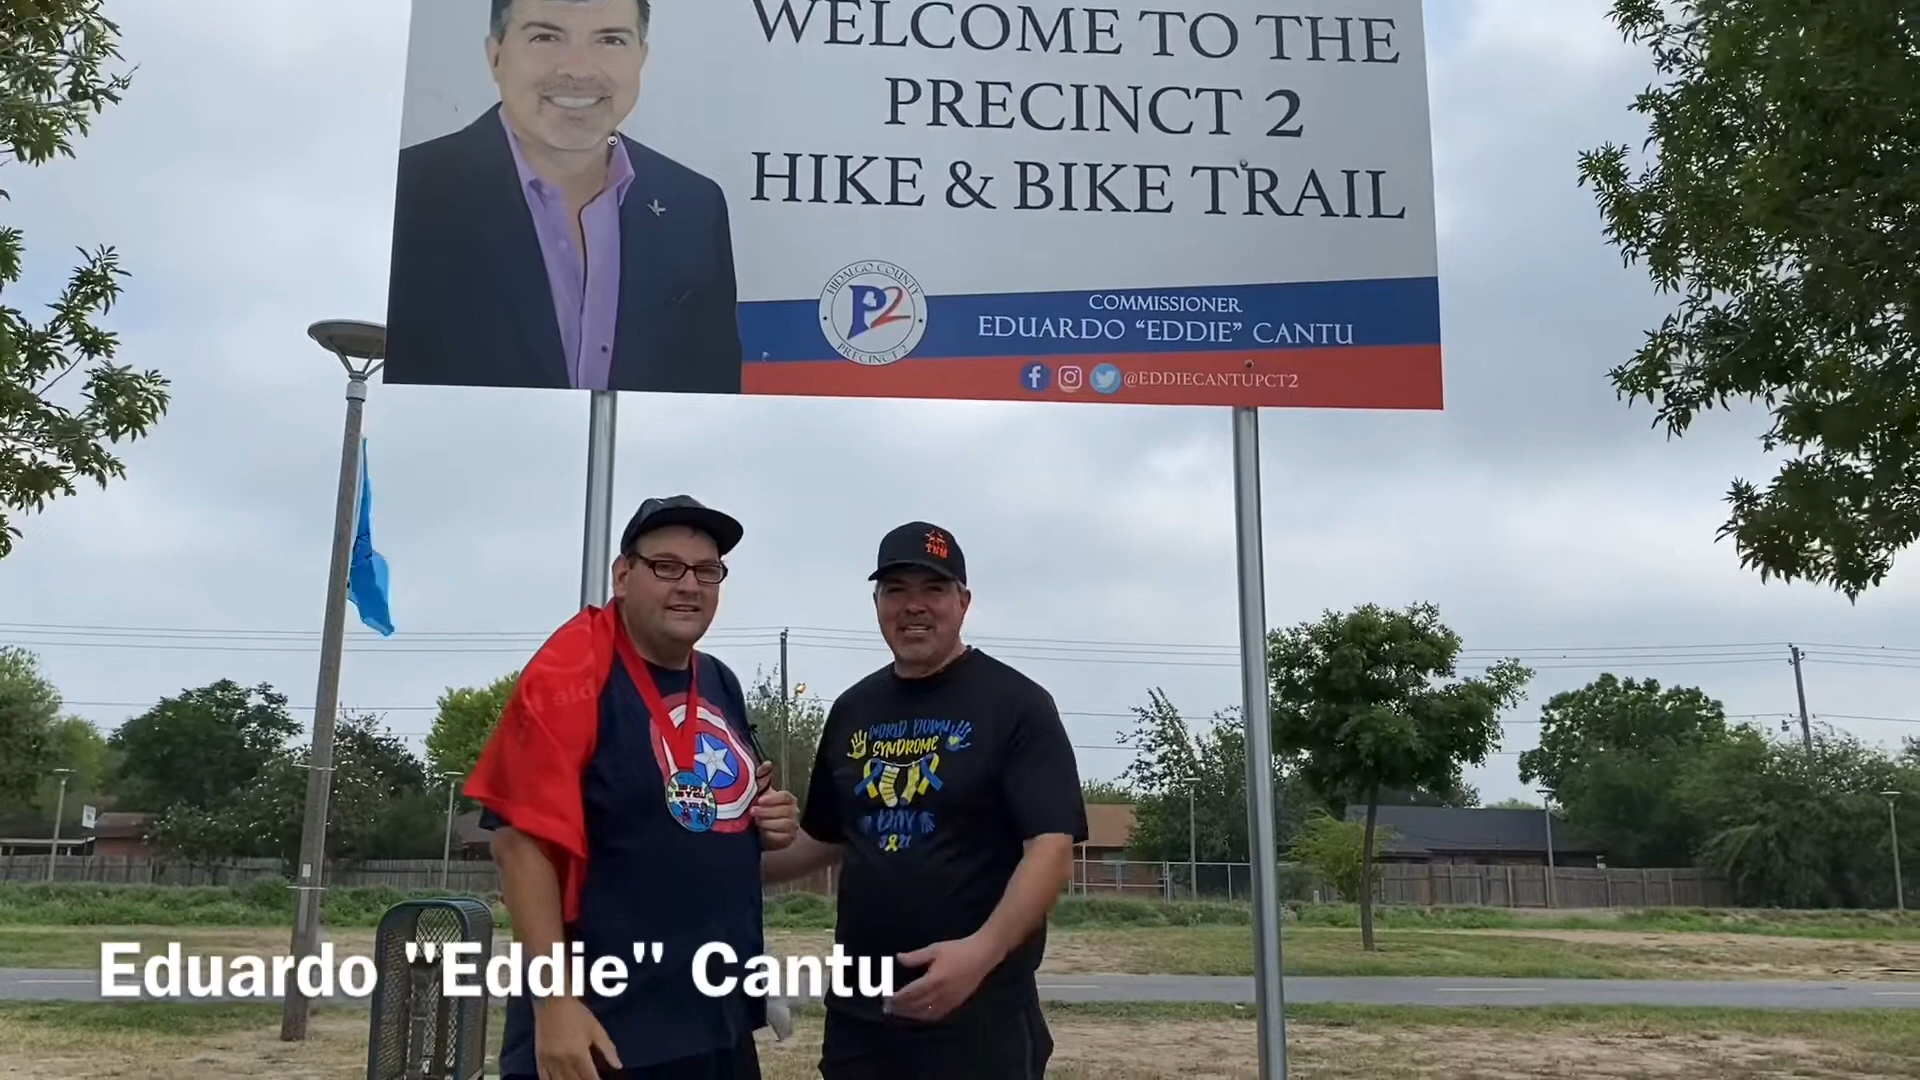 WELCOME TO THE
PRECINCT 2
HIKE & BIKE TRAIL
HIDALGO COUNTY
P2
PRECINCT 2
COMMISSIONER
EDUARDO "EDDIE" CANTU
@EDDIECANTUPCT2
WORLD DOWN
SYNDROME
DAY
Eduardo "Eddie" Cantu